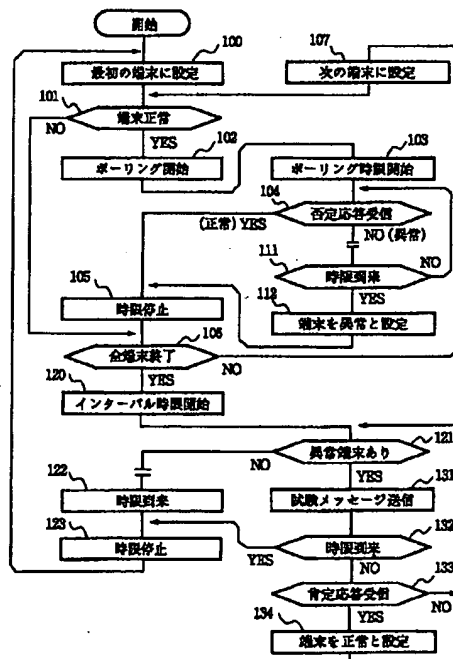 開始
100
最初の端末に設定
107
次の端末に設定
101
端末正常
NO
YES
102
ポーリング開始
103
ポーリング時限開始
104
否定応答受信
(正常) YES
NO (異常)
111
時限到来
NO
YES
105
時限停止
112
端末を異常と設定
106
全端末終了
NO
YES
120
インターバル時限開始
121
異常端末あり
NO
YES
122
時限到来
131
試験メッセージ送信
123
時限停止
132
時限到来
YES
NO
133
肯定応答受信
NO
YES
134
端末を正常と設定